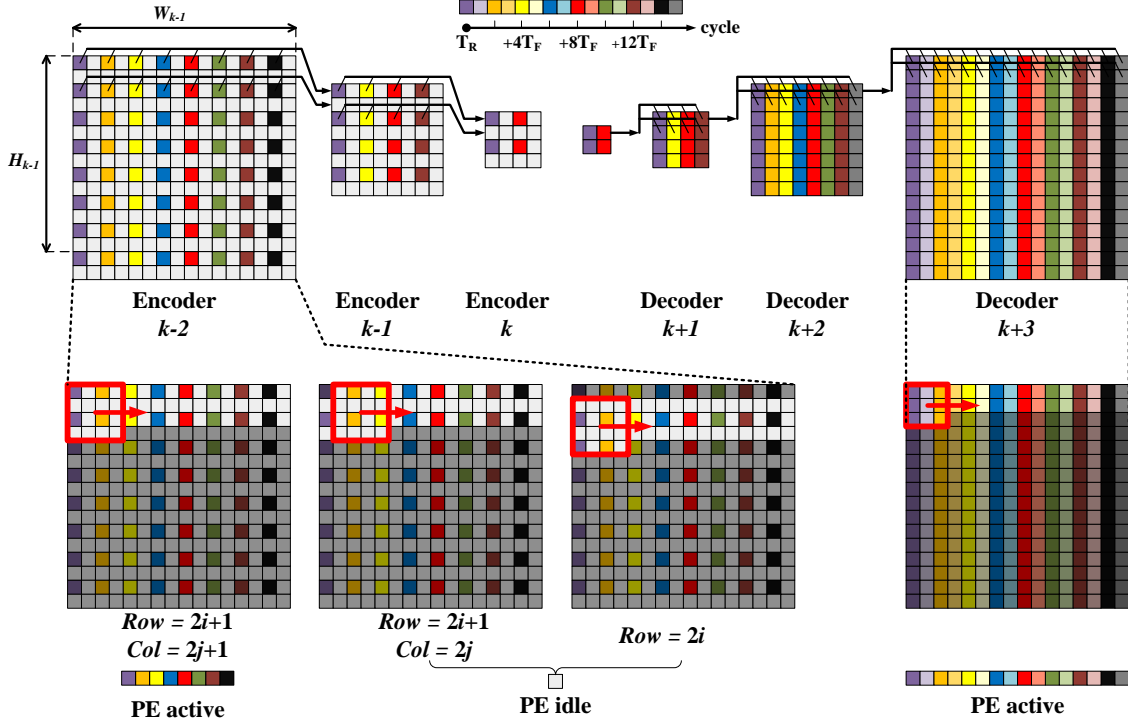 W_{k-1}
cycle
T_R +4T_F +8T_F +12T_F
H_{k-1}
Encoder Encoder Encoder Decoder Decoder Decoder
k-2 k-1 k k+1 k+2 k+3
Row = 2i+1 Row = 2i+1 Row = 2i
Col = 2j+1 Col = 2j
PE active PE idle PE active